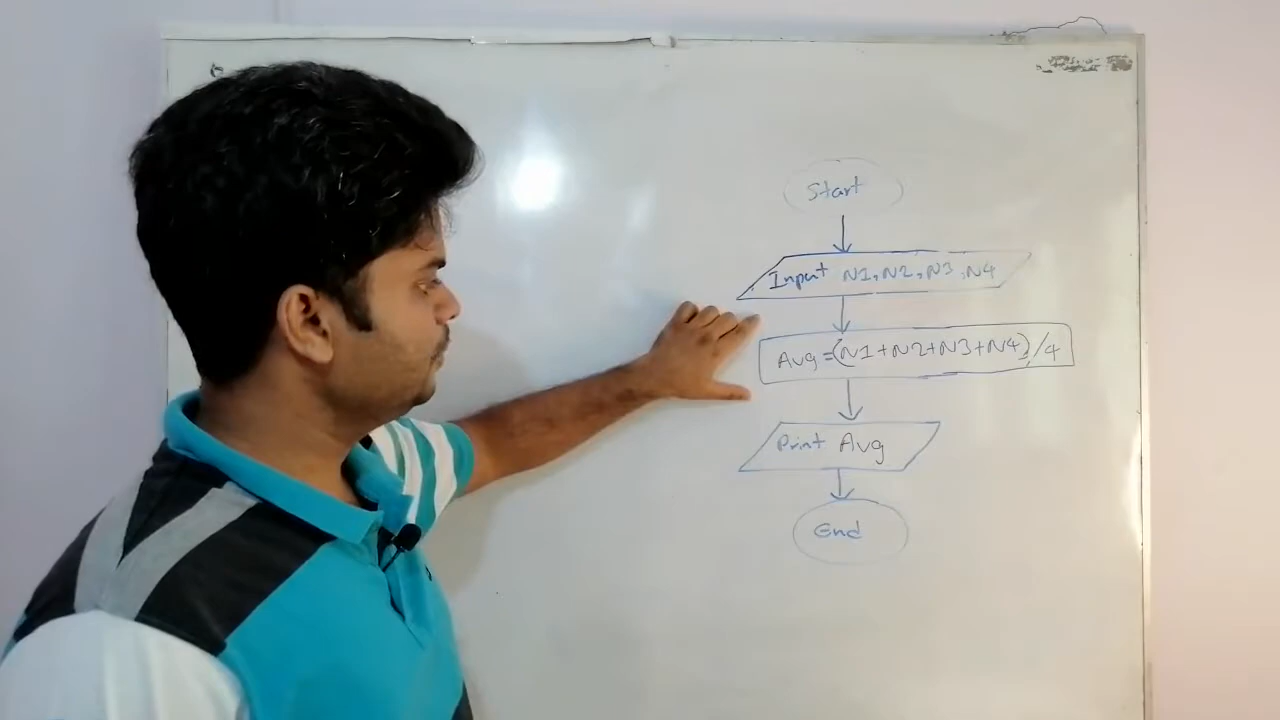 Start
Input N1, N2, N3, N4
Avg=(N1+N2+N3+N4)/4
Print Avg
End